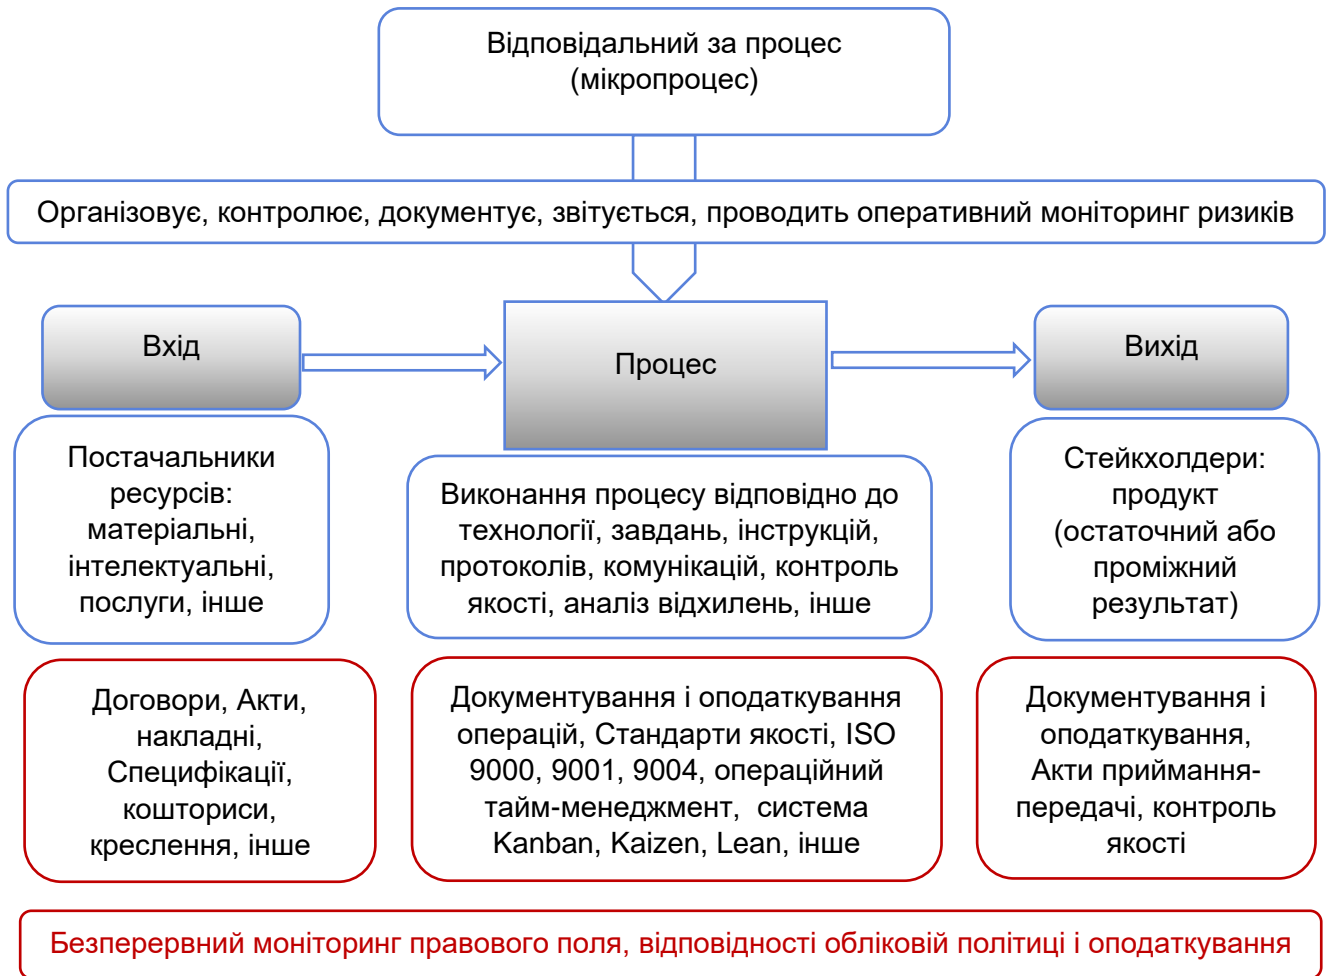 Відповідальний за процес
(мікропроцес)
Організовує, контролює, документує, звітується, проводить оперативний моніторинг ризиків
Вхід
Процес
Вихід
Постачальники
ресурсів:
матеріальні,
інтелектуальні,
послуги, інше
Виконання процесу відповідно до
технології, завдань, інструкцій,
протоколів, комунікацій, контроль
якості, аналіз відхилень, інше
Стейкхолдери:
продукт
(остаточний або
проміжний
результат)
Договори, Акти,
накладні,
Специфікації,
кошториси,
креслення, інше
Документування і оподаткування
операцій, Стандарти якості, ISO
9000, 9001, 9004, операційний
тайм-менеджмент, система
Kanban, Kaizen, Lean, інше
Документування і
оподаткування,
Акти приймання-
передачі, контроль
якості
Безперервний моніторинг правового поля, відповідності обліковій політиці і оподаткування